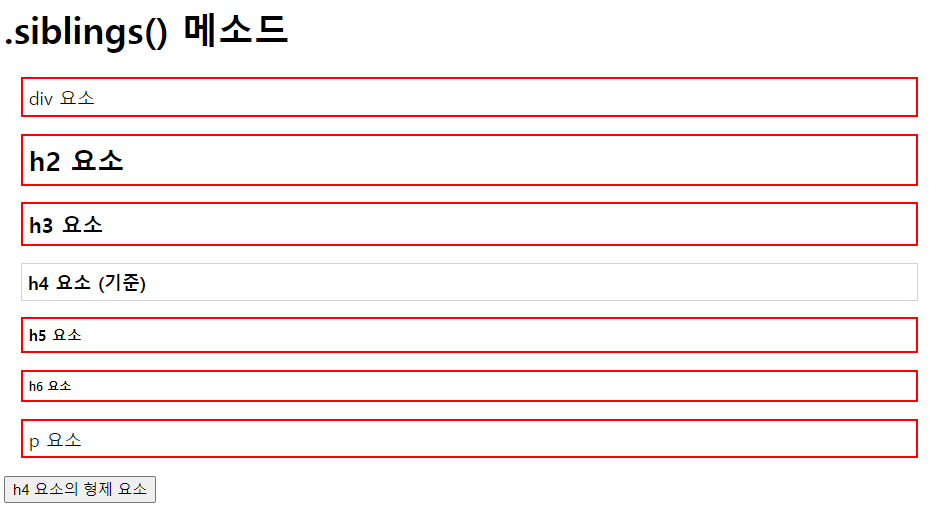 .siblings() 메소드
div 요소
h2 요소
h3 요소
h4 요소 (기준)
h5 요소
h6 요소
p 요소
h4 요소의 형제 요소